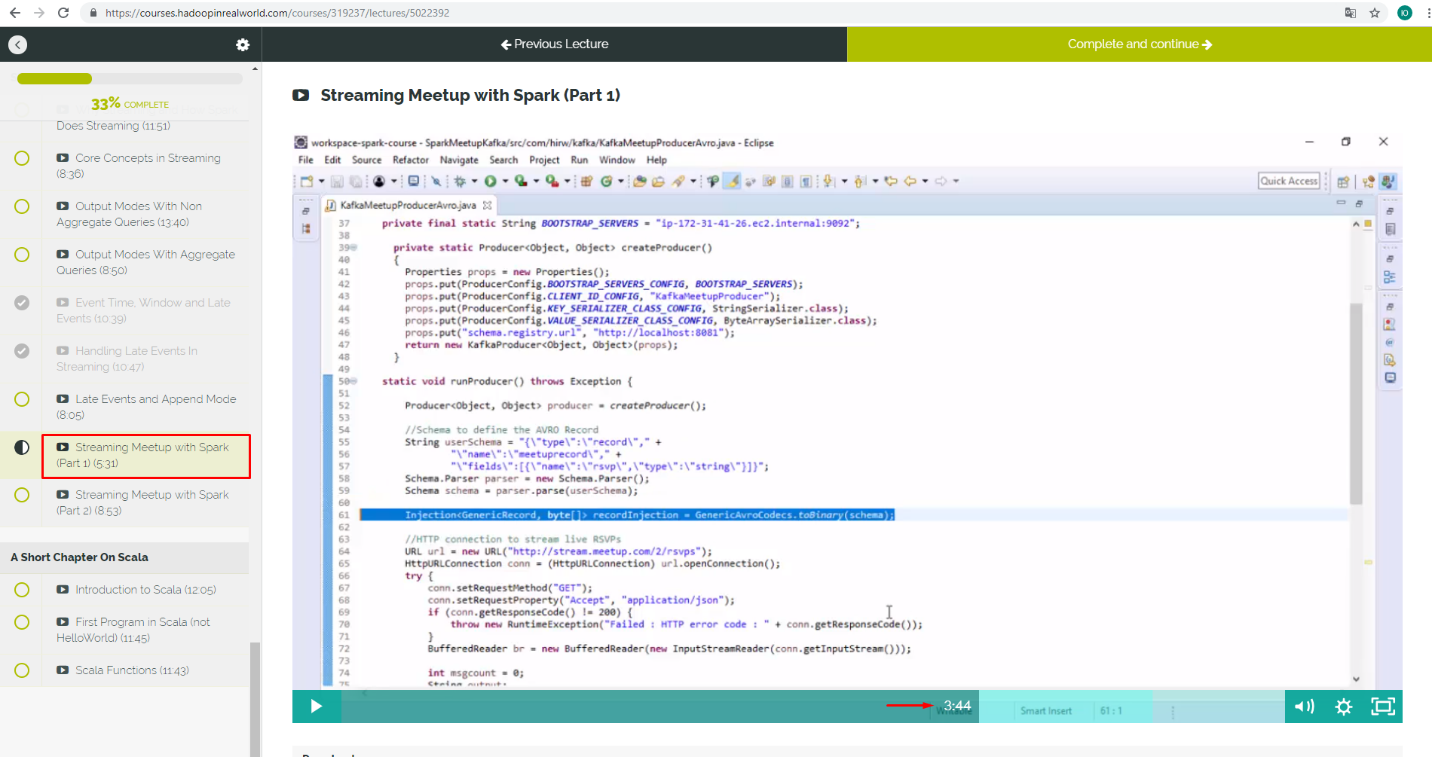 https://courses.hadoopinrealworld.com/courses/319237/lectures/5022392
IO
Previous Lecture
Complete and continue
33% COMPLETE
Does Streaming (11:51)
Core Concepts in Streaming
(8:36)
Output Modes With Non
Aggregate Queries (13:40)
Output Modes With Aggregate
Queries (8:50)
Event Time, Window and Late
Events (10:39)
Handling Late Events In
Streaming (10:47)
Late Events and Append Mode
(8:05)
Streaming Meetup with Spark
(Part 1) (5:31)
Streaming Meetup with Spark
(Part 2) (8:53)
A Short Chapter On Scala
Introduction to Scala (12:05)
First Program in Scala (not
HelloWorld) (11:45)
Scala Functions (11:43)
Streaming Meetup with Spark (Part 1)
workspace-spark-course - SparkMeetupKafka/src/com/hirw/kafka/KafkaMeetupProducerAvro.java - Eclipse
File Edit Source Refactor Navigate Search Project Run Window Help
Quick Access
KafkaMeetupProducerAvro.java
37 private final static String BOOTSTRAP_SERVERS = "ip-172-31-41-26.ec2.internal:9092";
38
39 private static Producer<Object, Object> createProducer()
40 {
41 Properties props = new Properties();
42 props.put(ProducerConfig.BOOTSTRAP_SERVERS_CONFIG, BOOTSTRAP_SERVERS);
43 props.put(ProducerConfig.CLIENT_ID_CONFIG, "KafkaMeetupProducer");
44 props.put(ProducerConfig.KEY_SERIALIZER_CLASS_CONFIG, StringSerializer.class);
45 props.put(ProducerConfig.VALUE_SERIALIZER_CLASS_CONFIG, ByteArraySerializer.class);
46 props.put("schema.registry.url", "http://localhost:8081");
47 return new KafkaProducer<Object, Object>(props);
48 }
49
50 static void runProducer() throws Exception {
51
52 Producer<Object, Object> producer = createProducer();
53
54 //Schema to define the AVRO Record
55 String userSchema = "{\"type\":\"record\"," +
56 "\"name\":\"meetuprecord\"," +
57 "\"fields\":[{\"name\":\"rsvp\",\"type\":\"string\"}]}";
58 Schema.Parser parser = new Schema.Parser();
59 Schema schema = parser.parse(userSchema);
60
61 Injection<GenericRecord, byte[]> recordInjection = GenericAvroCodecs.toBinary(schema);
62
63 //HTTP connection to stream live RSVPs
64 URL url = new URL("http://stream.meetup.com/2/rsvps");
65 HttpURLConnection conn = (HttpURLConnection) url.openConnection();
66 try {
67 conn.setRequestMethod("GET");
68 conn.setRequestProperty("Accept", "application/json");
69 if (conn.getResponseCode() != 200) {
70 throw new RuntimeException("Failed : HTTP error code : " + conn.getResponseCode());
71 }
72 BufferedReader br = new BufferedReader(new InputStreamReader(conn.getInputStream()));
73
74 int msgcount = 0;
75 String output;
3:44
Writable Smart Insert 61 : 1